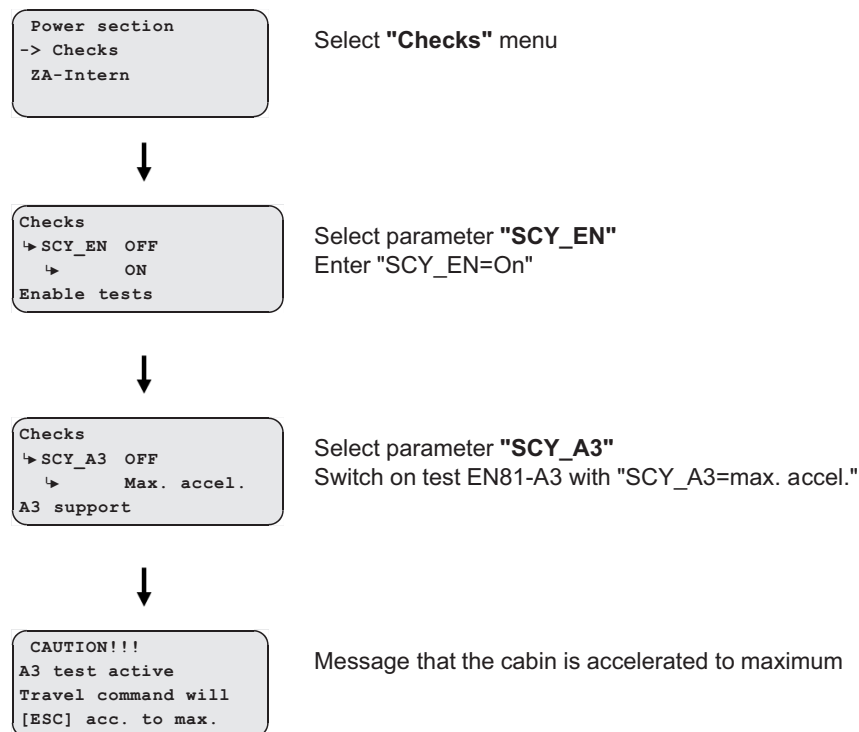 Power section
-> Checks
ZA-Intern
Select "Checks" menu
Checks
↳ SCY_EN OFF
↳ ON
Enable tests
Select parameter "SCY_EN"
Enter "SCY_EN=On"
Checks
↳ SCY_A3 OFF
↳ Max. accel.
A3 support
Select parameter "SCY_A3"
Switch on test EN81-A3 with "SCY_A3=max. accel."
CAUTION!!!
A3 test active
Travel command will
[ESC] acc. to max.
Message that the cabin is accelerated to maximum